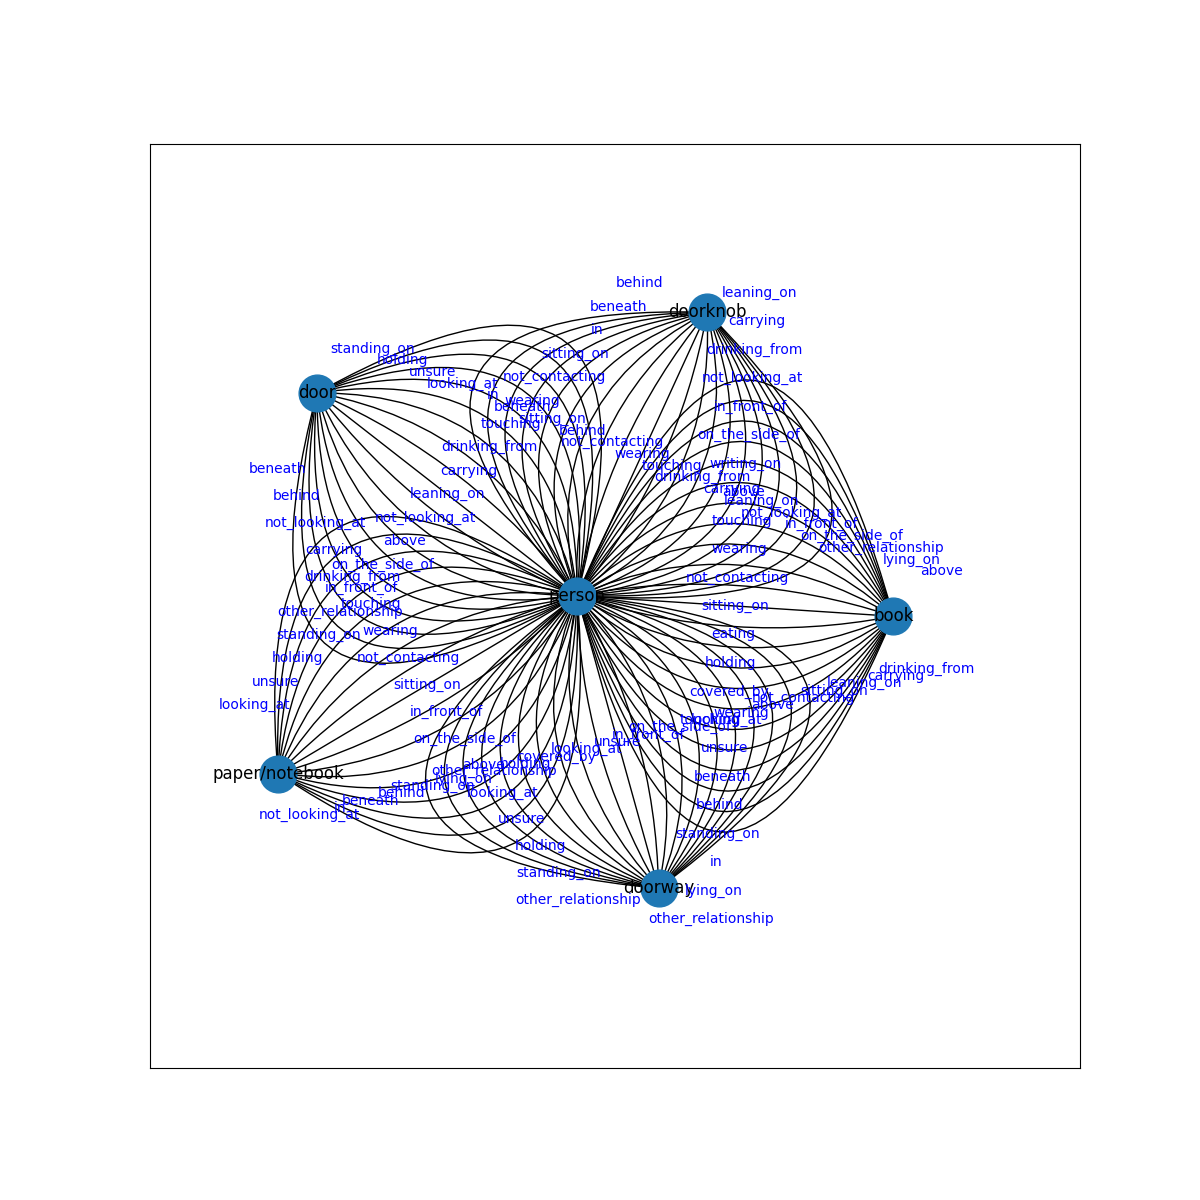 behind
leaning_on
beneath
doorknob
carrying
in
standing_on
drinking_from
sitting_on
holding
unsure
not_looking_at
not_contacting
looking_at
door
in
wearing
beneath
in_front_of
sitting_on
touching
behind
on_the_side_of
not_contacting
drinking_from
wearing
touching
writing_on
beneath
carrying
drinking_from
carrying
above
leaning_on
behind
leaning_on
not_looking_at
not_looking_at
not_looking_at
touching
in_front_of
on_the_side_of
above
other_relationship
carrying
wearing
lying_on
on_the_side_of
above
drinking_from
not_contacting
in_front_of
person
touching
sitting_on
other_relationship
book
wearing
standing_on
eating
not_contacting
holding
holding
drinking_from
carrying
unsure
sitting_on
leaning_on
covered_by
sitting_on
not_contacting
looking_at
above
in_front_of
wearing
touching
looking_at
on_the_side_of
in_front_of
on_the_side_of
unsure
unsure
looking_at
covered_by
above
holding
paper/notebook
other_relationship
beneath
lying_on
standing_on
behind
looking_at
beneath
in
behind
not_looking_at
unsure
standing_on
holding
in
standing_on
doorway
lying_on
other_relationship
other_relationship